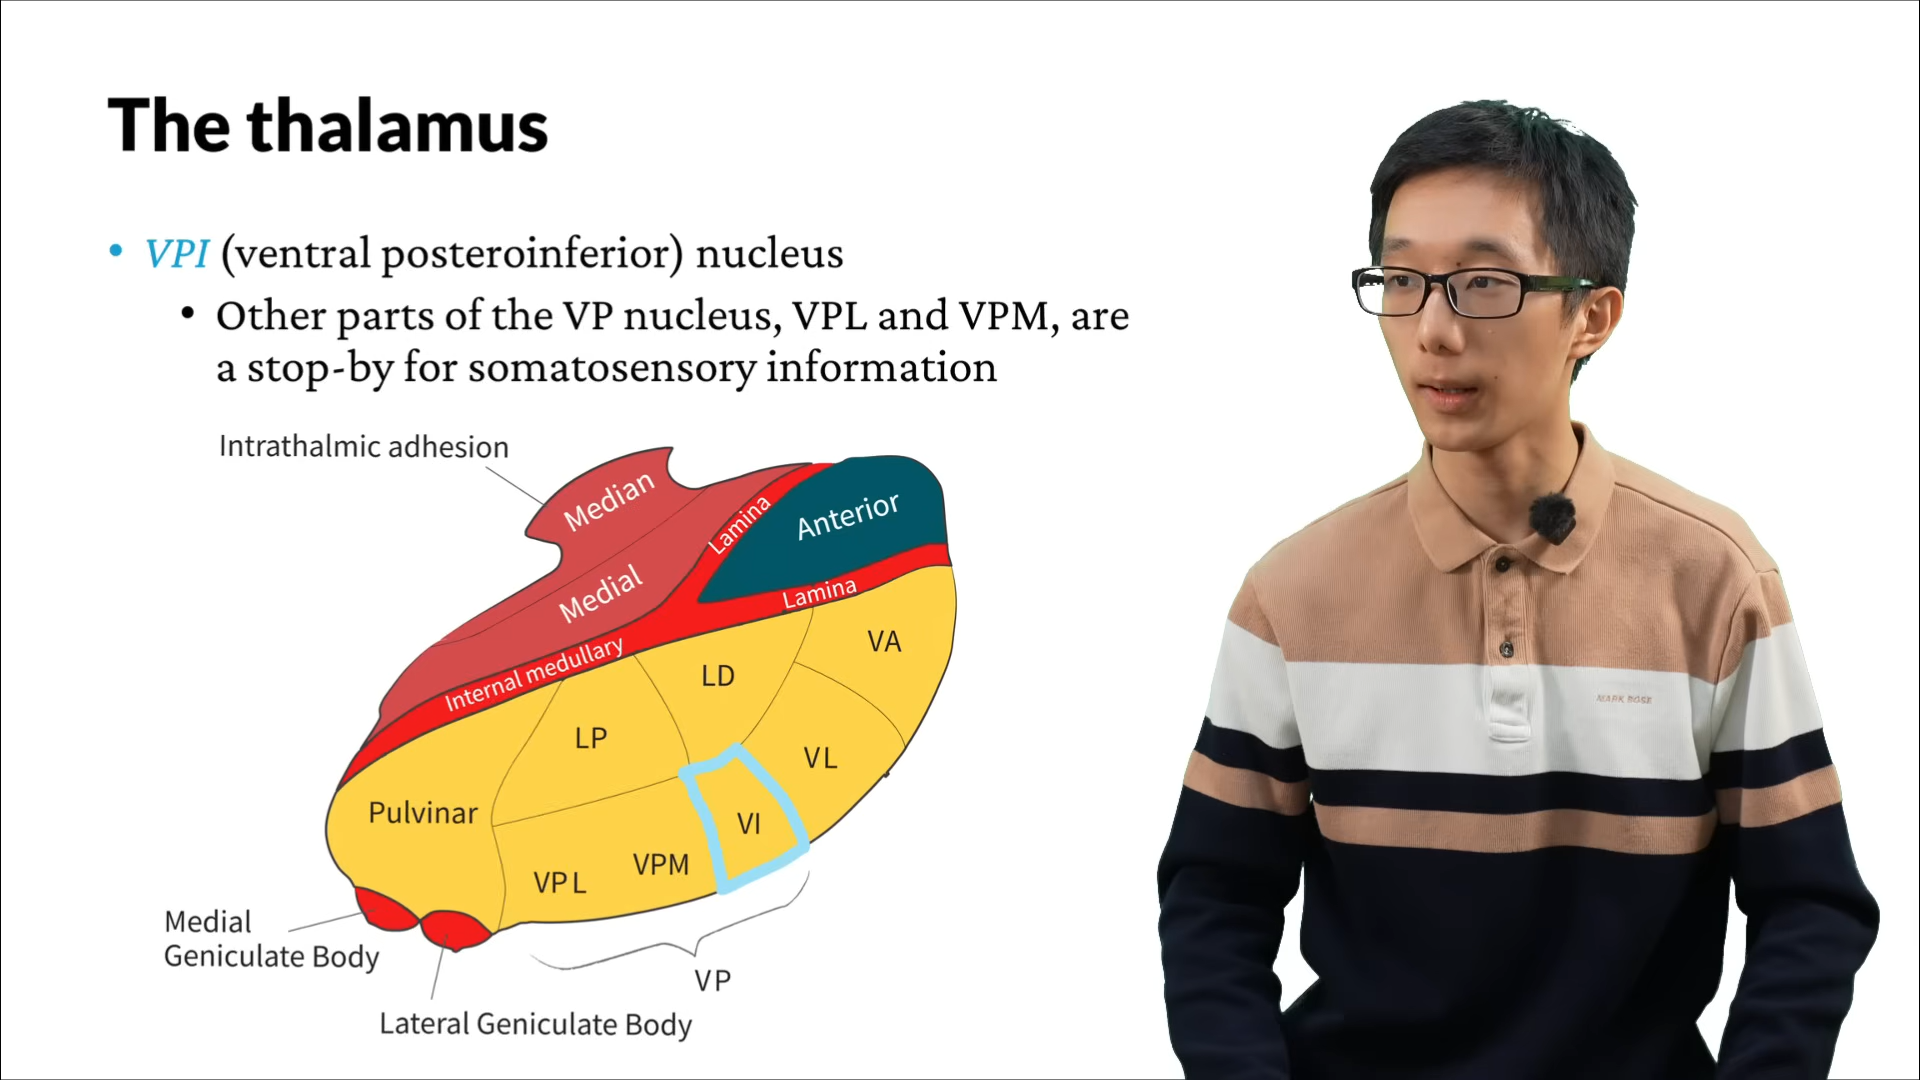 The thalamus
• VPI (ventral posteroinferior) nucleus
• Other parts of the VP nucleus, VPL and VPM, are
a stop-by for somatosensory information
Intrathalmic adhesion
Median
Lamina
Anterior
Medial
Lamina
Internal medullary
VA
LD
LP
VL
Pulvinar
VI
VPM
VPL
Medial
Geniculate Body
VP
Lateral Geniculate Body
MARK ROSE